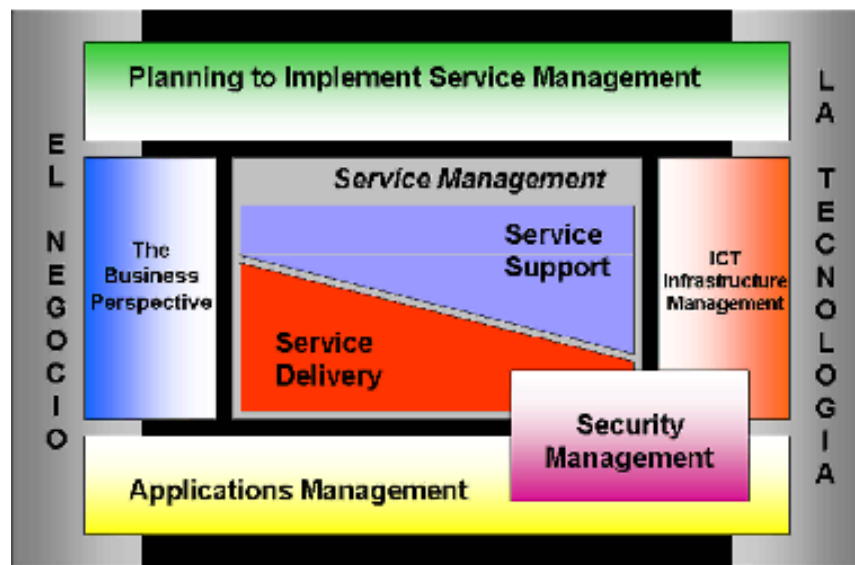 Planning to Implement Service Management
EL NEGOCIO
The
Business
Perspective
Service Management
Service
Support
Service
Delivery
ICT
Infrastructure
Management
LA TECNOLOGIA
Security
Management
Applications Management